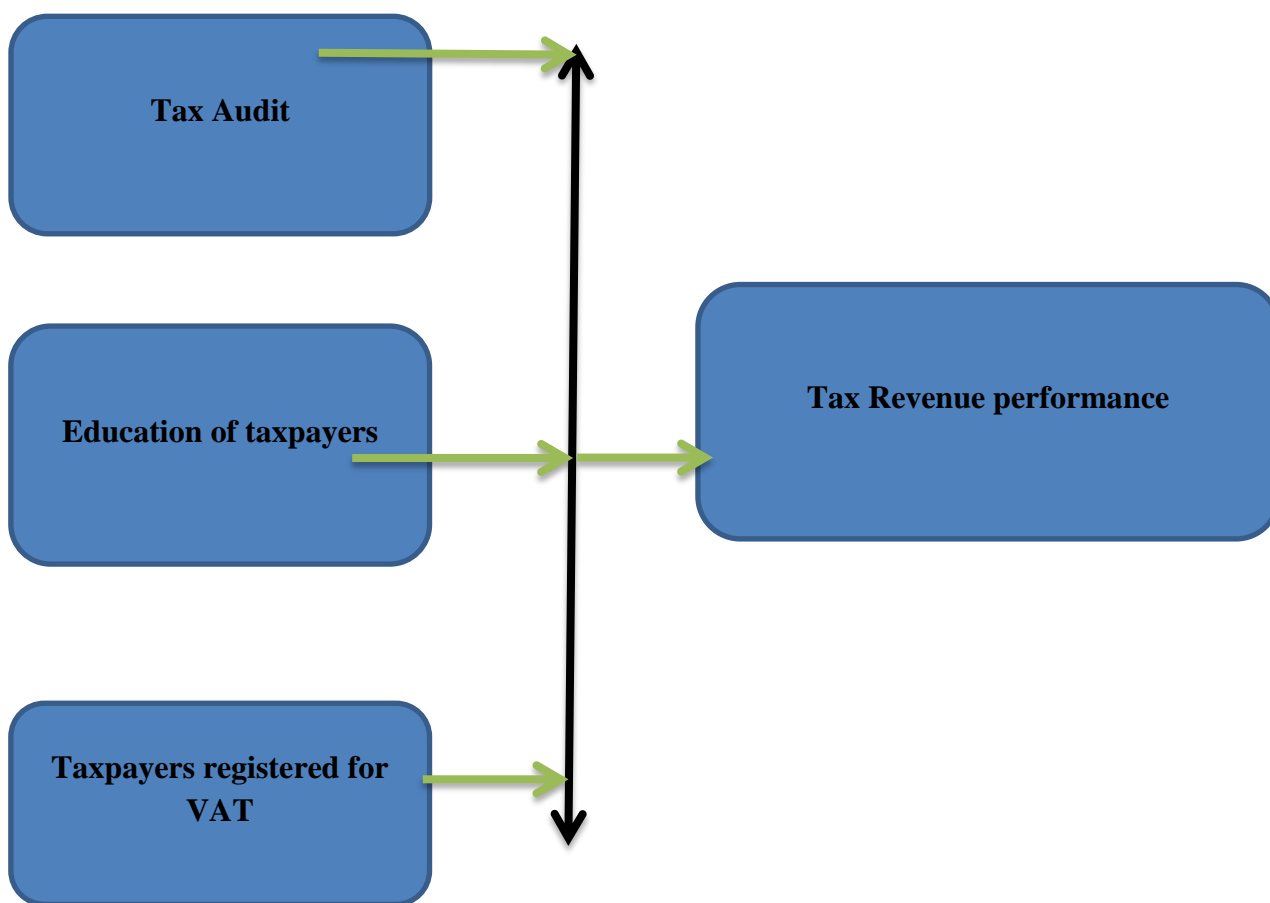 Tax Audit
Education of taxpayers
Tax Revenue performance
Taxpayers registered for
VAT